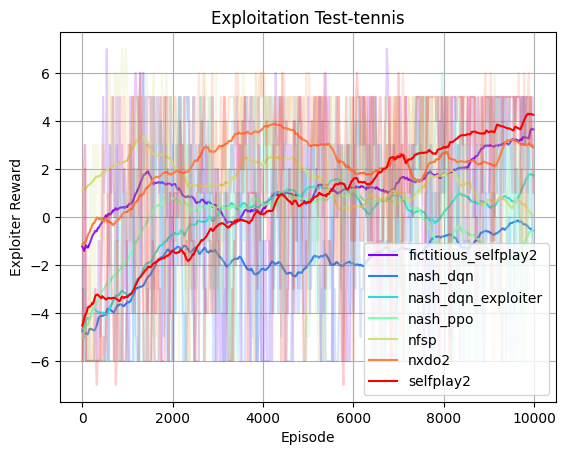 Exploitation Test-tennis
Exploiter Reward
6
4
2
0
−2
−4
−6
fictitious_selfplay2
nash_dqn
nash_dqn_exploiter
nash_ppo
nfsp
nxdo2
selfplay2
0
2000
4000
6000
8000
10000
Episode